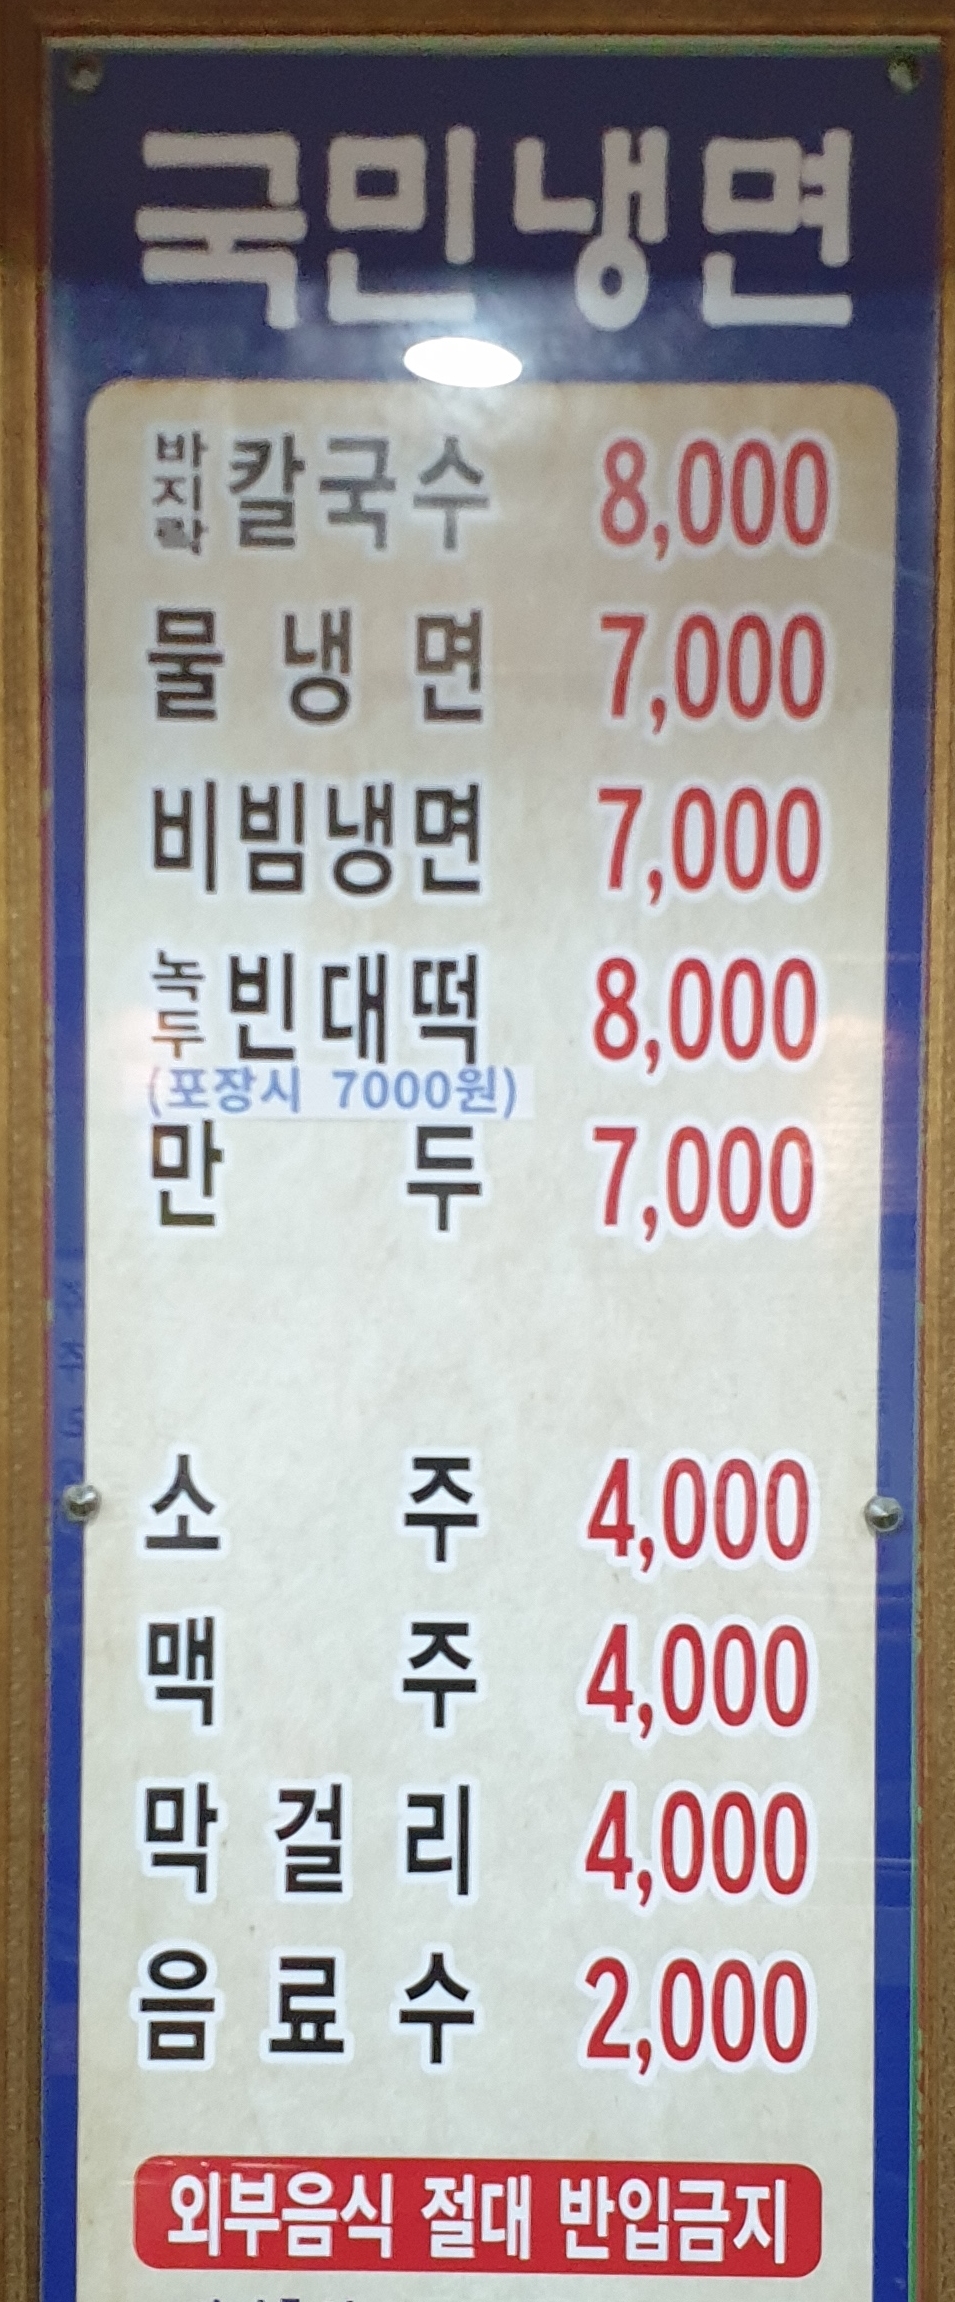 국민냉면
바지락 칼국수 8,000
물냉면 7,000
비빔냉면 7,000
녹두 빈대떡 8,000
(포장시 7000원)
만두 7,000
소주 4,000
맥주 4,000
막걸리 4,000
음료수 2,000
외부음식 절대 반입금지